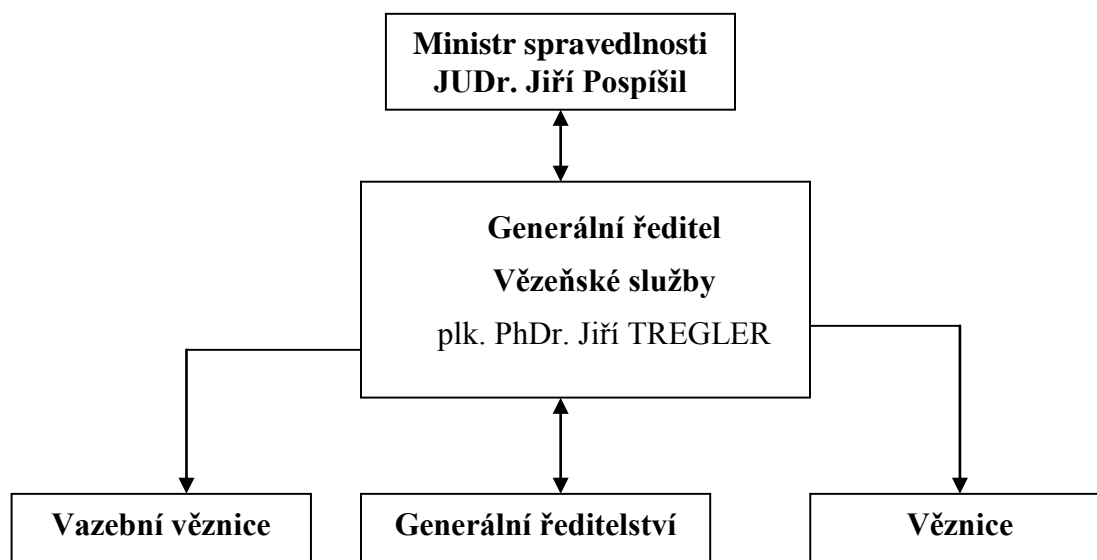 Ministr spravedlnosti
JUDr. Jiří Pospíšil
Generální ředitel
Vězeňské služby
plk. PhDr. Jiří TREGLER
Vazební věznice
Generální ředitelství
Věznice